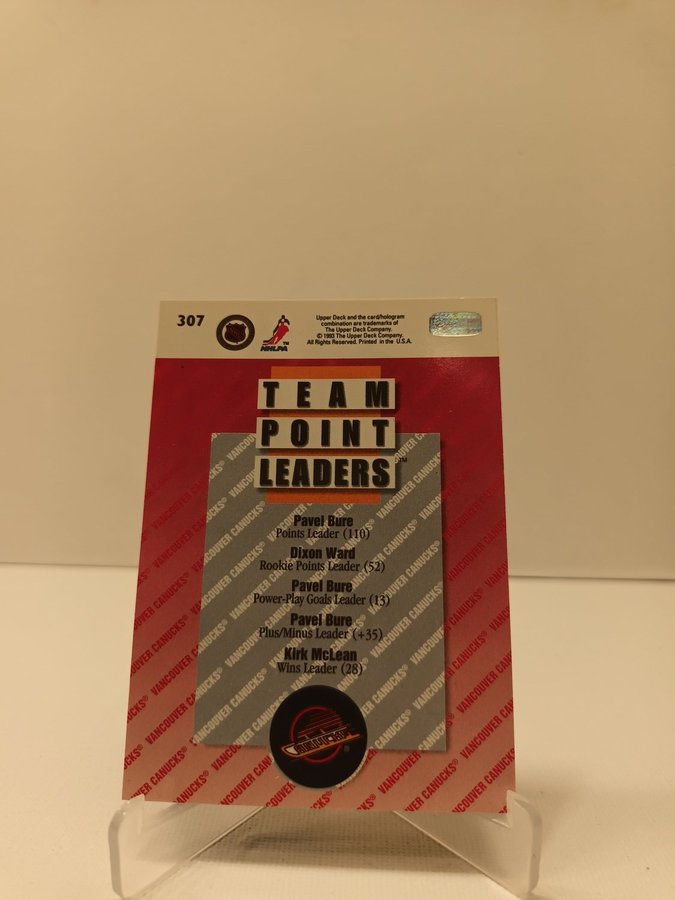 307
NHLPA
TM
Upper Deck and the card/hologram
combination are trademarks of
The Upper Deck Company.
© 1993 The Upper Deck Company.
All Rights Reserved. Printed in the U.S.A.
TEAM
POINT
LEADERS™
Pavel Bure
Points Leader (110)
Dixon Ward
Rookie Points Leader (52)
Pavel Bure
Power-Play Goals Leader (13)
Pavel Bure
Plus/Minus Leader (+35)
Kirk McLean
Wins Leader (28)
VANCOUVER CANUCKS®